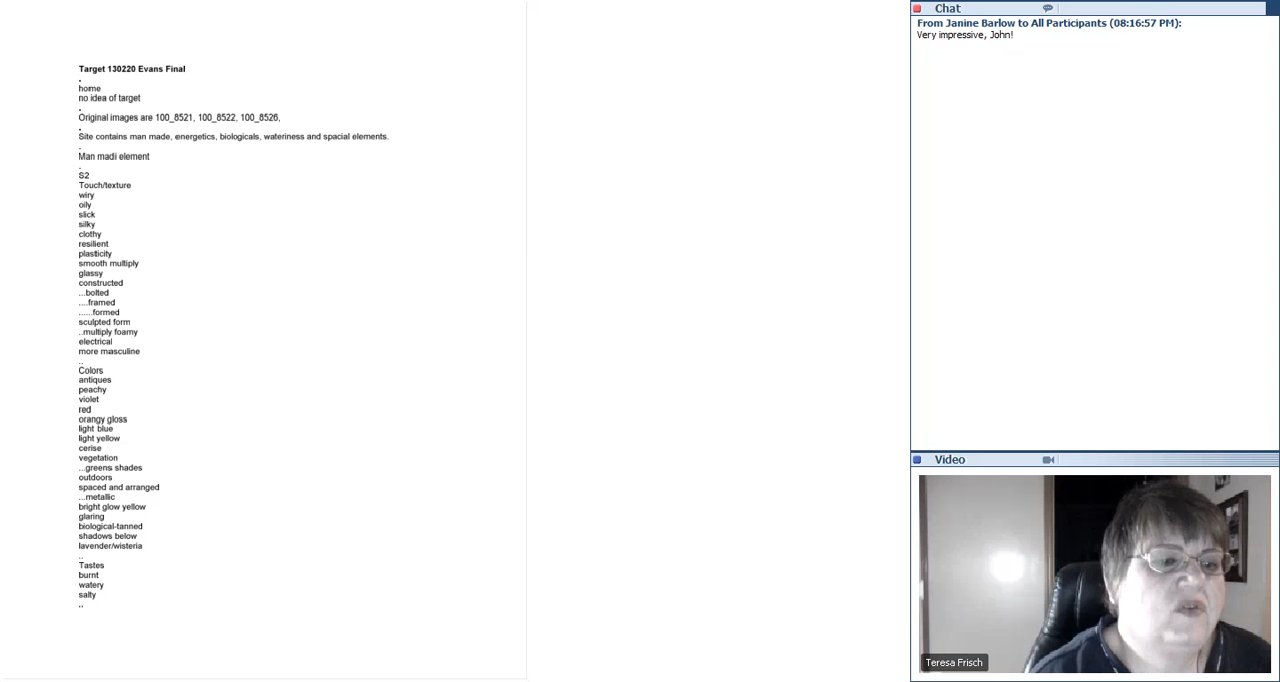 Target 130220 Evans Final
.
home
no idea of target
.
Original images are 100_8521, 100_8522, 100_8526,
.
Site contains man made, energetics, biologicals, wateriness and spacial elements.
.
Man madi element
.
S2
Touch/texture
wiry
oily
slick
silky
clothy
resilient
plasticity
smooth multiply
glassy
constructed
...bolted
....framed
......formed
sculpted form
..multiply foamy
electrical
more masculine
..
Colors
antiques
peachy
violet
red
orangy gloss
light blue
light yellow
cerise
vegetation
...greens shades
outdoors
spaced and arranged
...metallic
bright glow yellow
glaring
biological-tanned
shadows below
lavender/wisteria
..
Tastes
burnt
watery
salty
..
Chat
From Janine Barlow to All Participants (08:16:57 PM):
Very impressive, John!
Video
Teresa Frisch